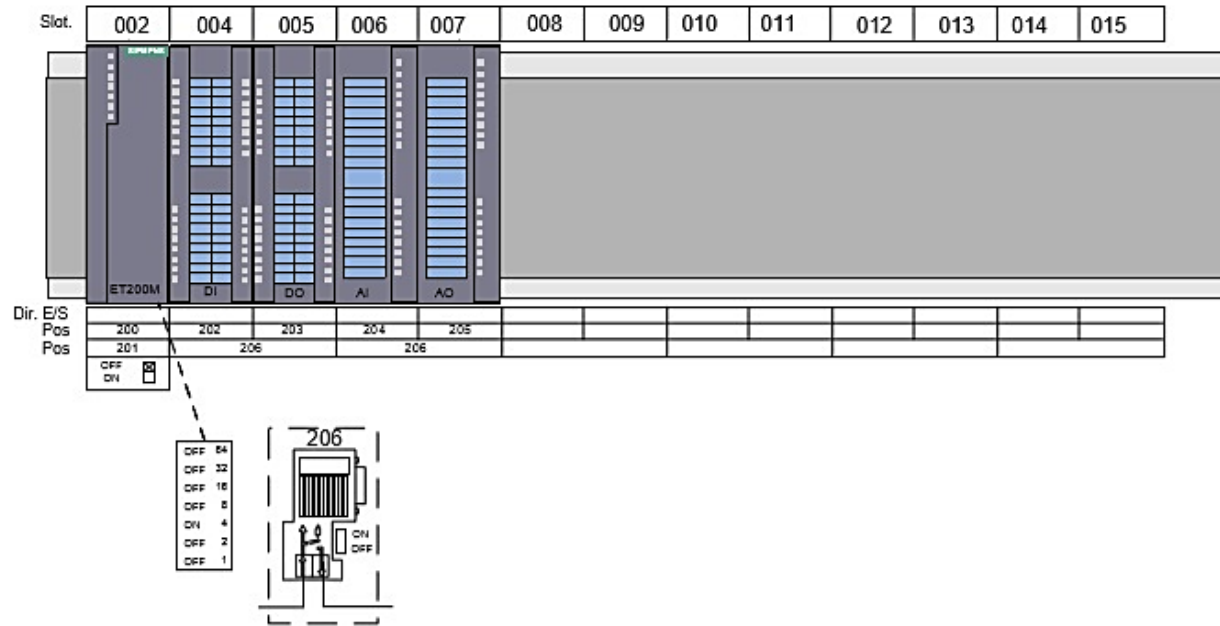 Slot. 002 004 005 006 007 008 009 010 011 012 013 014 015
SIEMENS
ET200M DI DO AI AO
Dir. E/S
Pos 200 202 203 204 205
Pos 201 206 206
OFF
ON
OFF 64
OFF 32
OFF 16
OFF 8
ON 4
OFF 2
OFF 1
206
ON
OFF